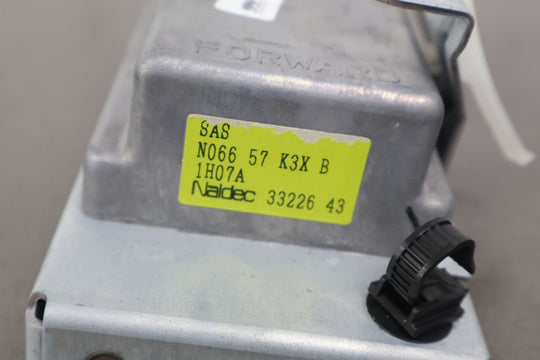 FORWARD
SAS
N066 57 K3X B
1H07A
Naldec 33226 43